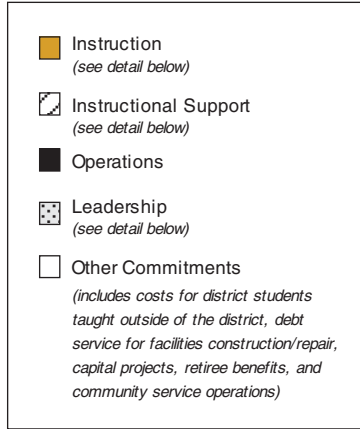 Instruction
(see detail below)
Instructional Support
(see detail below)
Operations
Leadership
(see detail below)
Other Commitments
(includes costs for district students
taught outside of the district, debt
service for facilities construction/repair,
capital projects, retiree benefits, and
community service operations)